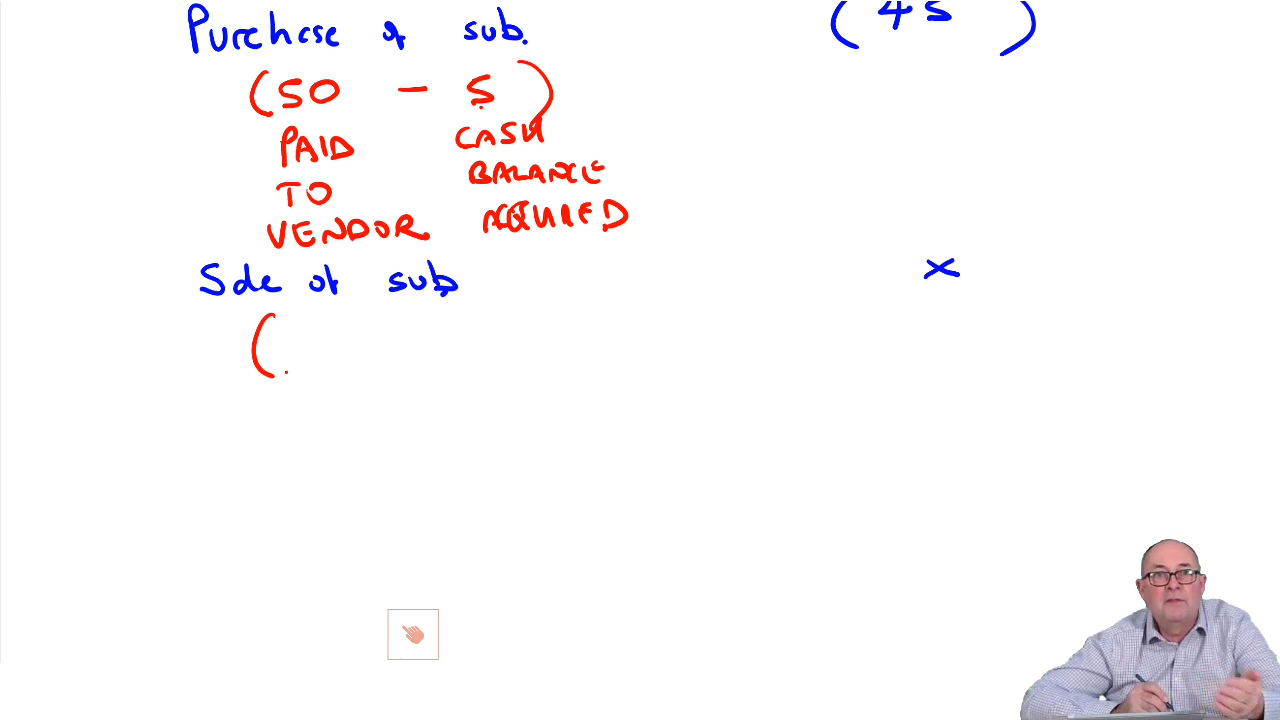 Purchase of sub. (45)
(50 - 5)
PAID CASH
TO BALANCE
VENDOR ACQUIRED
Sale of sub x
(